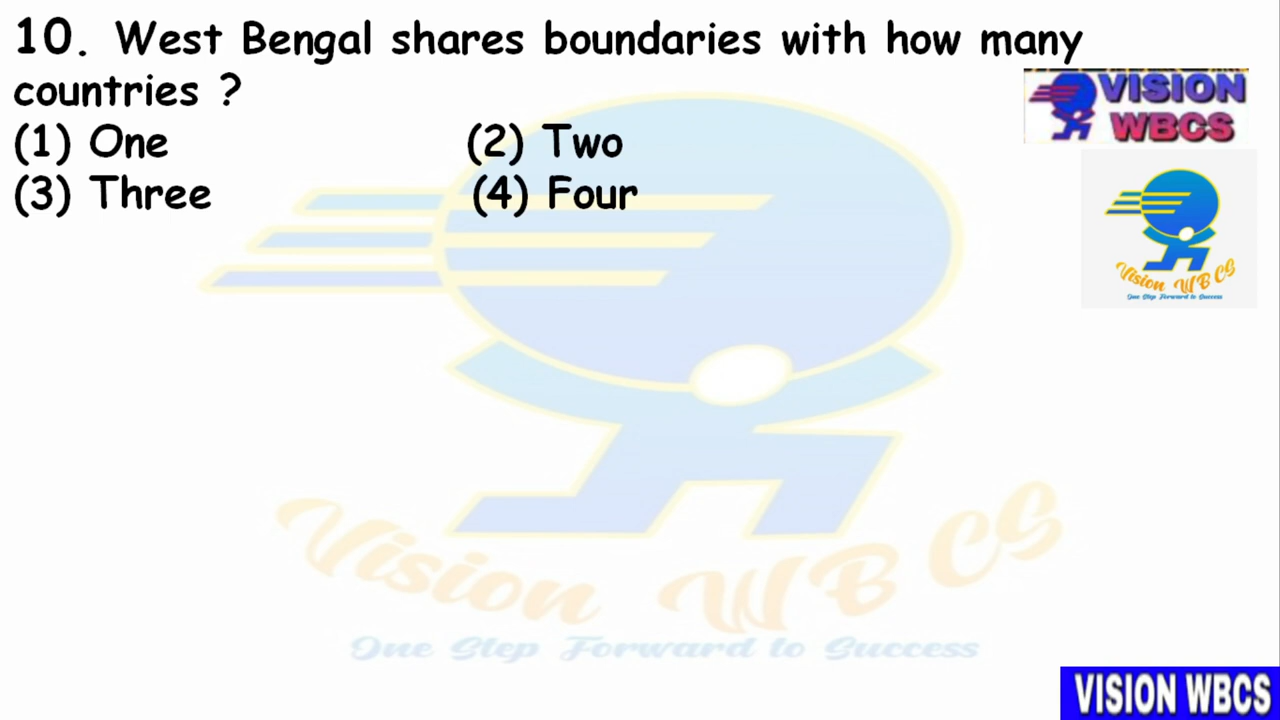 10. West Bengal shares boundaries with how many
countries ?
(1) One (2) Two
(3) Three (4) Four
VISION
WBCS
Vision WBCS
One Step Forward to Success
Vision WBCS
One Step Forward to Success
VISION WBCS